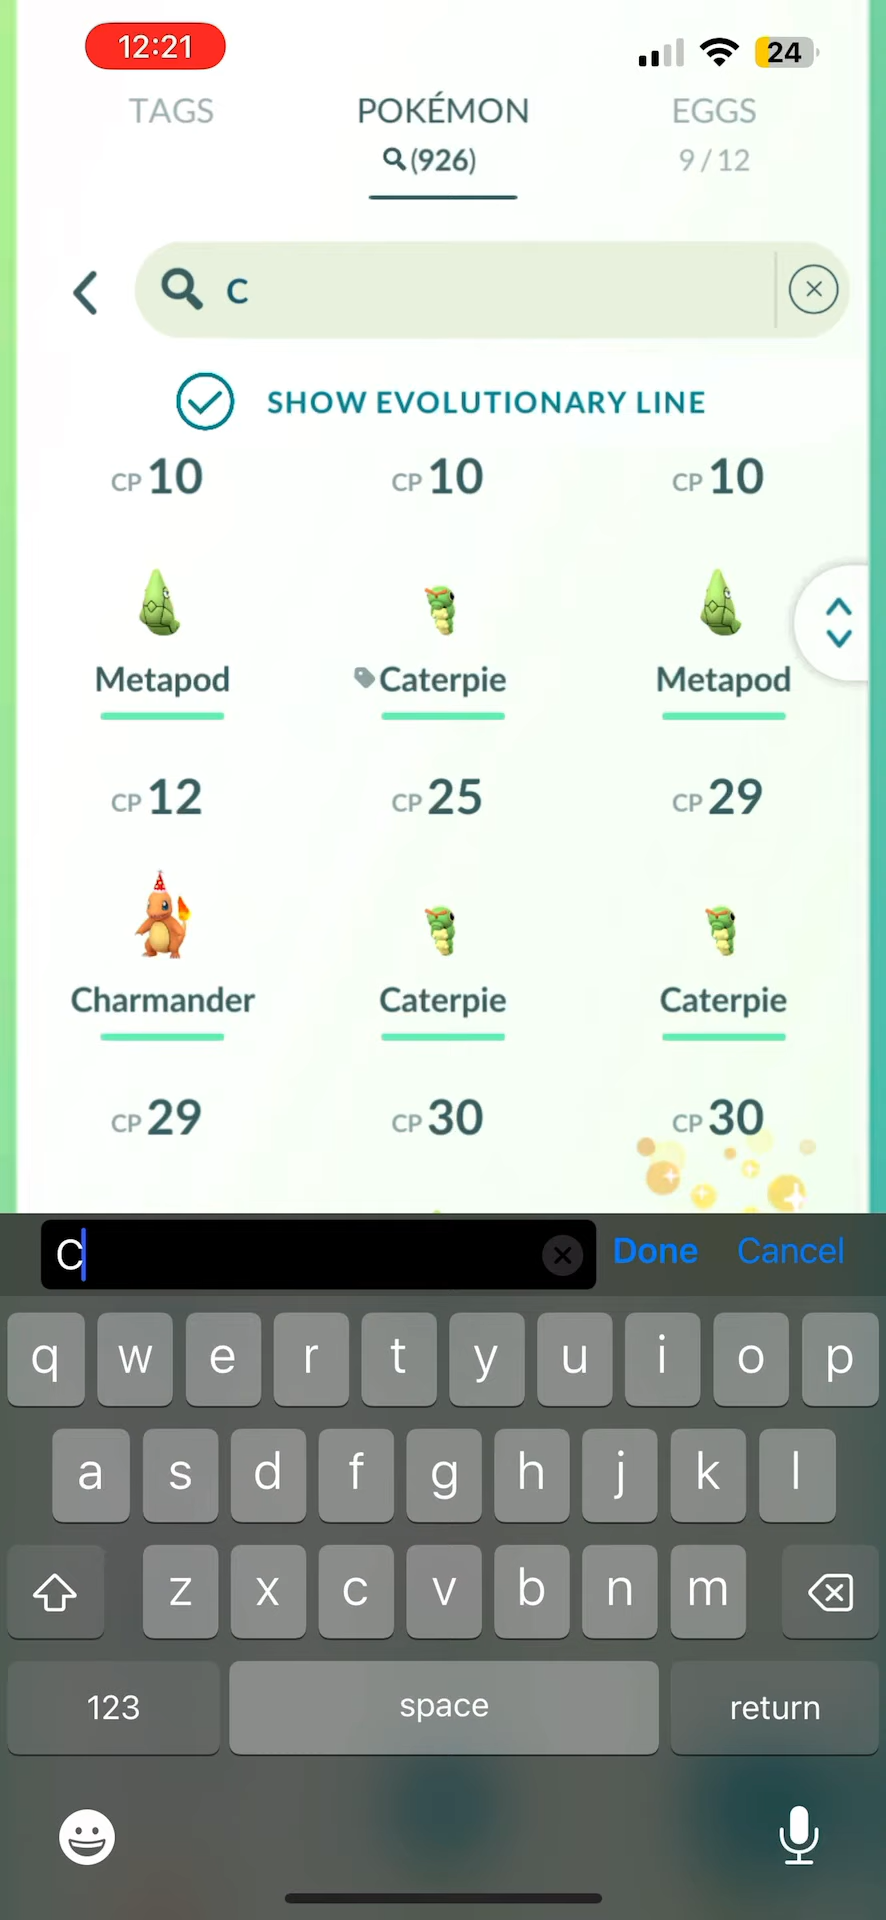 12:21
24
TAGS
POKÉMON
EGGS
(926)
9 / 12
C
SHOW EVOLUTIONARY LINE
CP 10
CP 10
CP 10
Metapod
Caterpie
Metapod
CP 12
CP 25
CP 29
Charmander
Caterpie
Caterpie
CP 29
CP 30
CP 30
C
Done
Cancel
q w e r t y u i o p
a s d f g h j k l
z x c v b n m
123
space
return